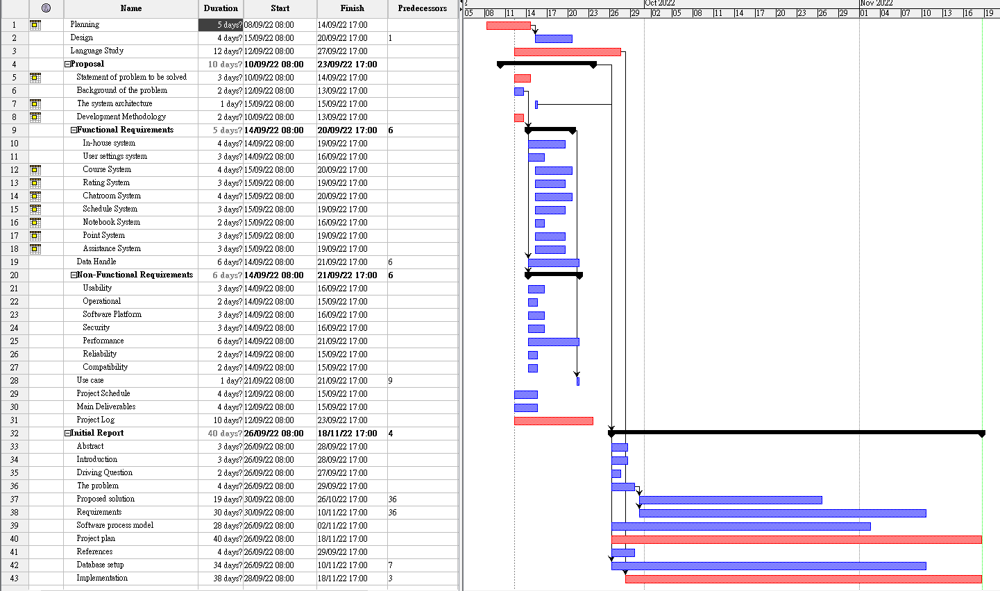 Name Duration Start Finish Predecessors
2 Oct 2022 Nov 2022
05 08 11 14 17 20 23 26 29 02 05 08 11 14 17 20 23 26 29 01 04 07 10 13 16 19
1 Planning 5 days? 08/09/22 08:00 14/09/22 17:00
2 Design 4 days? 15/09/22 08:00 20/09/22 17:00 1
3 Language Study 12 days? 12/09/22 08:00 27/09/22 17:00
4 Proposal 10 days? 10/09/22 08:00 23/09/22 17:00
5 Statement of problem to be solved 3 days? 10/09/22 08:00 14/09/22 17:00
6 Background of the problem 2 days? 12/09/22 08:00 13/09/22 17:00
7 The system architecture 1 day? 15/09/22 08:00 15/09/22 17:00
8 Development Methodology 2 days? 10/09/22 08:00 13/09/22 17:00
9 Functional Requirements 5 days? 14/09/22 08:00 20/09/22 17:00 6
10 In-house system 4 days? 14/09/22 08:00 19/09/22 17:00
11 User settings system 3 days? 14/09/22 08:00 16/09/22 17:00
12 Course System 4 days? 15/09/22 08:00 20/09/22 17:00
13 Rating System 3 days? 15/09/22 08:00 19/09/22 17:00
14 Chatroom System 4 days? 15/09/22 08:00 20/09/22 17:00
15 Schedule System 3 days? 15/09/22 08:00 19/09/22 17:00
16 Notebook System 2 days? 15/09/22 08:00 16/09/22 17:00
17 Point System 3 days? 15/09/22 08:00 19/09/22 17:00
18 Assistance System 3 days? 15/09/22 08:00 19/09/22 17:00
19 Data Handle 6 days? 14/09/22 08:00 21/09/22 17:00 6
20 Non-Functional Requirements 6 days? 14/09/22 08:00 21/09/22 17:00 6
21 Usability 3 days? 14/09/22 08:00 16/09/22 17:00
22 Operational 2 days? 14/09/22 08:00 15/09/22 17:00
23 Software Platform 3 days? 14/09/22 08:00 16/09/22 17:00
24 Security 3 days? 14/09/22 08:00 16/09/22 17:00
25 Performance 6 days? 14/09/22 08:00 21/09/22 17:00
26 Reliability 2 days? 14/09/22 08:00 15/09/22 17:00
27 Compatibility 2 days? 14/09/22 08:00 15/09/22 17:00
28 Use case 1 day? 21/09/22 08:00 21/09/22 17:00 9
29 Project Schedule 4 days? 12/09/22 08:00 15/09/22 17:00
30 Main Deliverables 4 days? 12/09/22 08:00 15/09/22 17:00
31 Project Log 10 days? 12/09/22 08:00 23/09/22 17:00
32 Initial Report 40 days? 26/09/22 08:00 18/11/22 17:00 4
33 Abstract 3 days? 26/09/22 08:00 28/09/22 17:00
34 Introduction 3 days? 26/09/22 08:00 28/09/22 17:00
35 Driving Question 2 days? 26/09/22 08:00 27/09/22 17:00
36 The problem 4 days? 26/09/22 08:00 29/09/22 17:00
37 Proposed solution 19 days? 30/09/22 08:00 26/10/22 17:00 36
38 Requirements 30 days? 30/09/22 08:00 10/11/22 17:00 36
39 Software process model 28 days? 26/09/22 08:00 02/11/22 17:00
40 Project plan 40 days? 26/09/22 08:00 18/11/22 17:00
41 References 4 days? 26/09/22 08:00 29/09/22 17:00
42 Database setup 34 days? 26/09/22 08:00 10/11/22 17:00 7
43 Implementation 38 days? 28/09/22 08:00 18/11/22 17:00 3